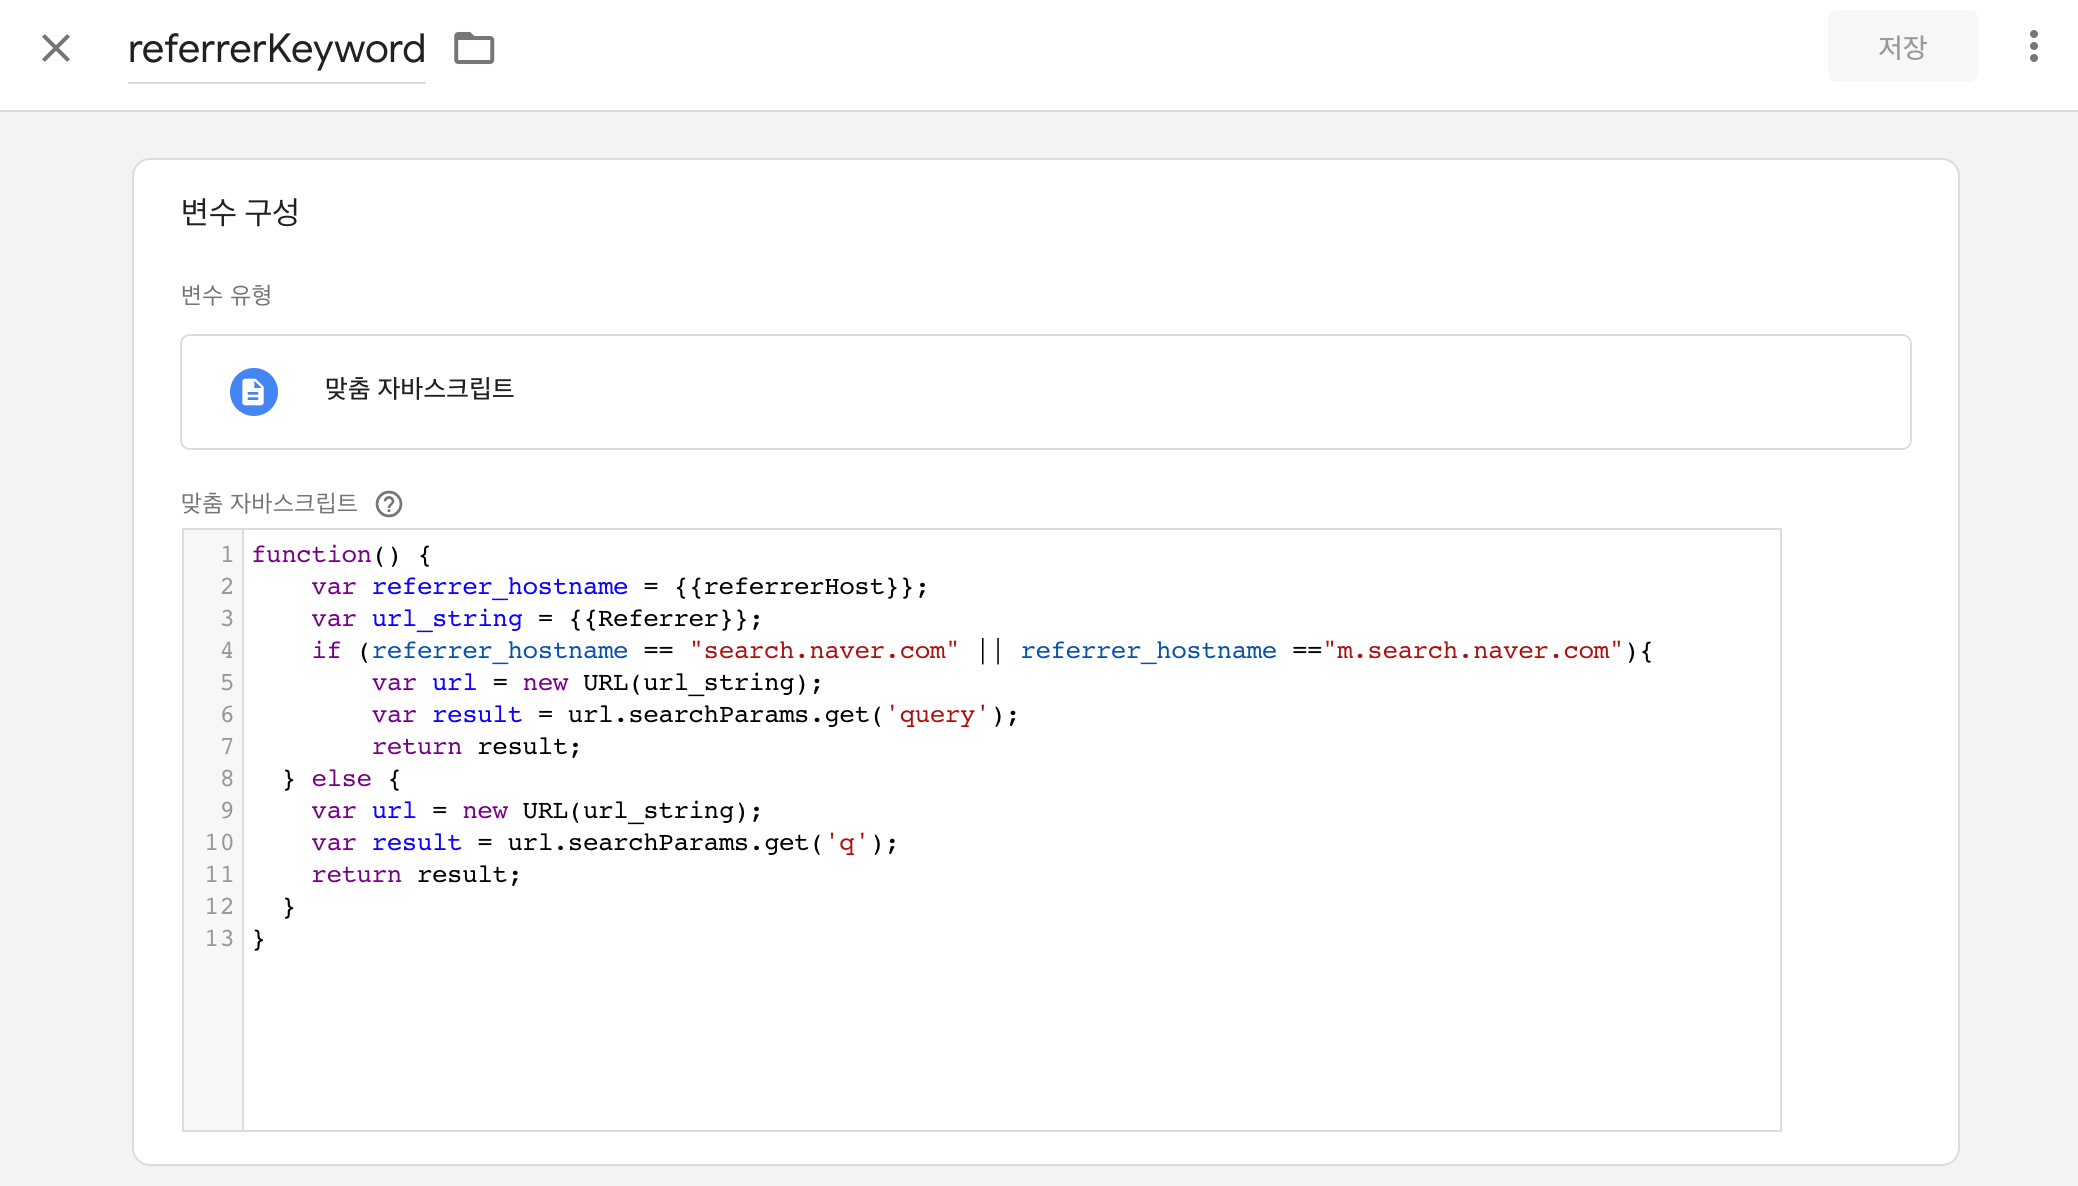 referrerKeyword
저장
변수 구성
변수 유형
맞춤 자바스크립트
맞춤 자바스크립트 ?
1 function() {
2     var referrer_hostname = {{referrerHost}};
3     var url_string = {{Referrer}};
4     if (referrer_hostname == "search.naver.com" || referrer_hostname =="m.search.naver.com"){
5         var url = new URL(url_string);
6         var result = url.searchParams.get('query');
7         return result;
8   } else {
9     var url = new URL(url_string);
10     var result = url.searchParams.get('q');
11     return result;
12   }
13 }